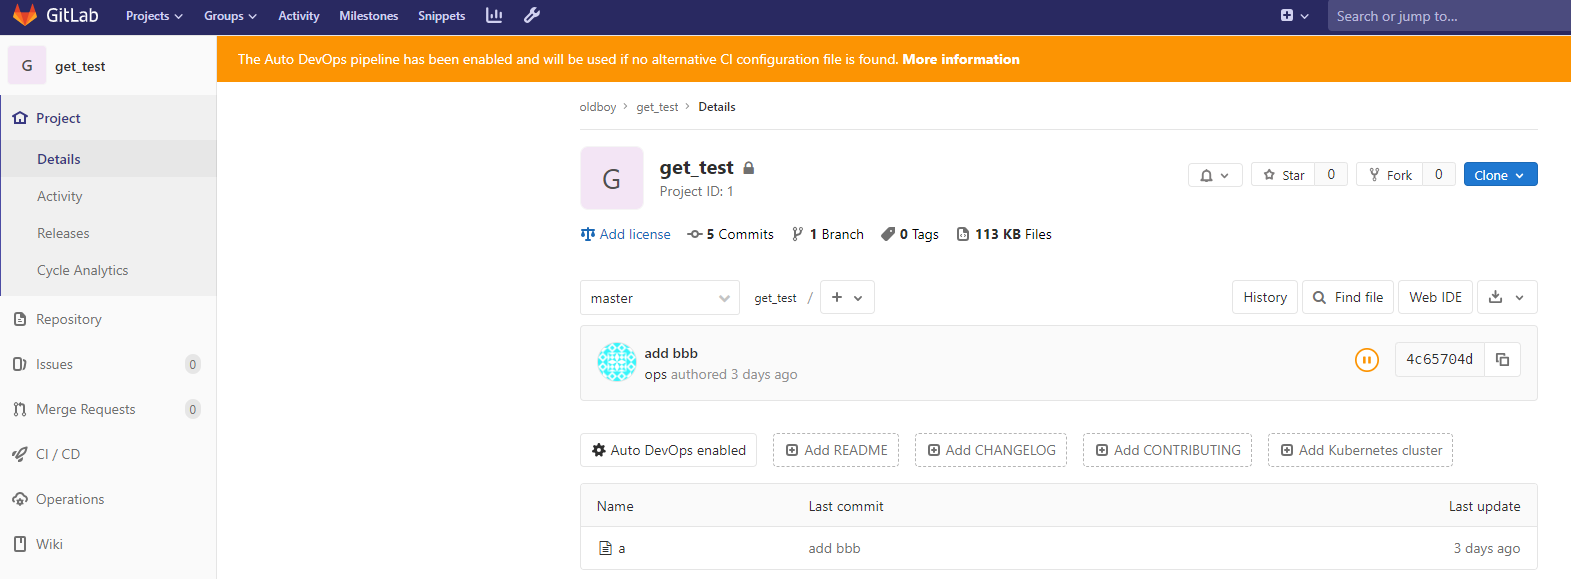 GitLab Projects Groups Activity Milestones Snippets Search or jump to...
G get_test
The Auto DevOps pipeline has been enabled and will be used if no alternative CI configuration file is found. More information
Project
Details
Activity
Releases
Cycle Analytics
Repository
Issues 0
Merge Requests 0
CI / CD
Operations
Wiki
oldboy > get_test > Details
G
get_test
Project ID: 1
Star 0 Fork 0 Clone
Add license 5 Commits 1 Branch 0 Tags 113 KB Files
master get_test / + History Find file Web IDE
add bbb
ops authored 3 days ago
4c65704d
Auto DevOps enabled Add README Add CHANGELOG Add CONTRIBUTING Add Kubernetes cluster
Name Last commit Last update
a add bbb 3 days ago